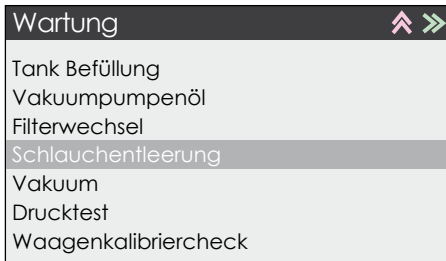 Wartung
Tank Befüllung
Vakuumpumpenöl
Filterwechsel
Schlauchentleerung
Vakuum
Drucktest
Waagenkalibriercheck